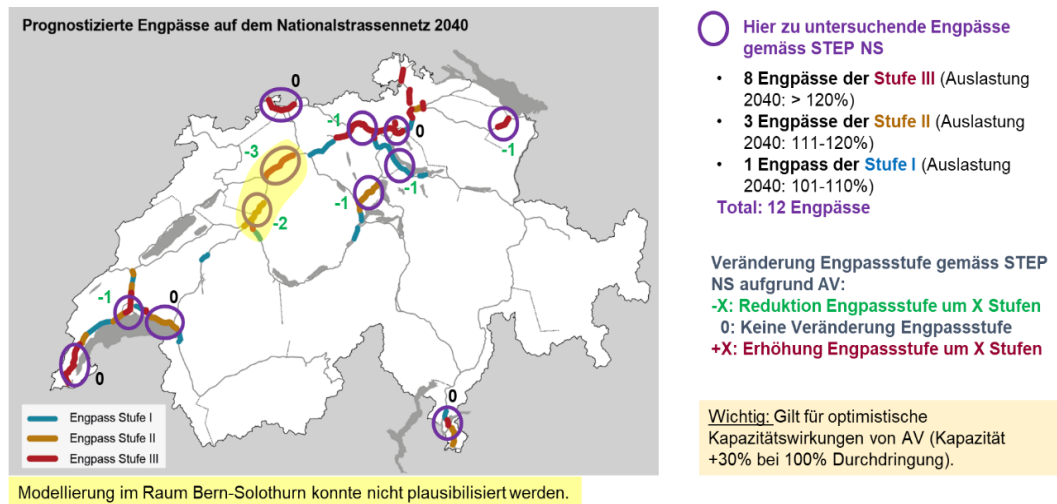 Prognostizierte Engpässe auf dem Nationalstrassennetz 2040
0
-1
0
-3
-1
-1
-1
-2
-1
0
0
0
Engpass Stufe I
Engpass Stufe II
Engpass Stufe III
Modellierung im Raum Bern-Solothurn konnte nicht plausibilisiert werden.
Hier zu untersuchende Engpässe
gemäss STEP NS
• 8 Engpässe der Stufe III (Auslastung
2040: > 120%)
• 3 Engpässe der Stufe II (Auslastung
2040: 111-120%)
• 1 Engpass der Stufe I (Auslastung
2040: 101-110%)
Total: 12 Engpässe
Veränderung Engpassstufe gemäss STEP
NS aufgrund AV:
-X: Reduktion Engpassstufe um X Stufen
0: Keine Veränderung Engpassstufe
+X: Erhöhung Engpassstufe um X Stufen
Wichtig: Gilt für optimistische
Kapazitätswirkungen von AV (Kapazität
+30% bei 100% Durchdringung).